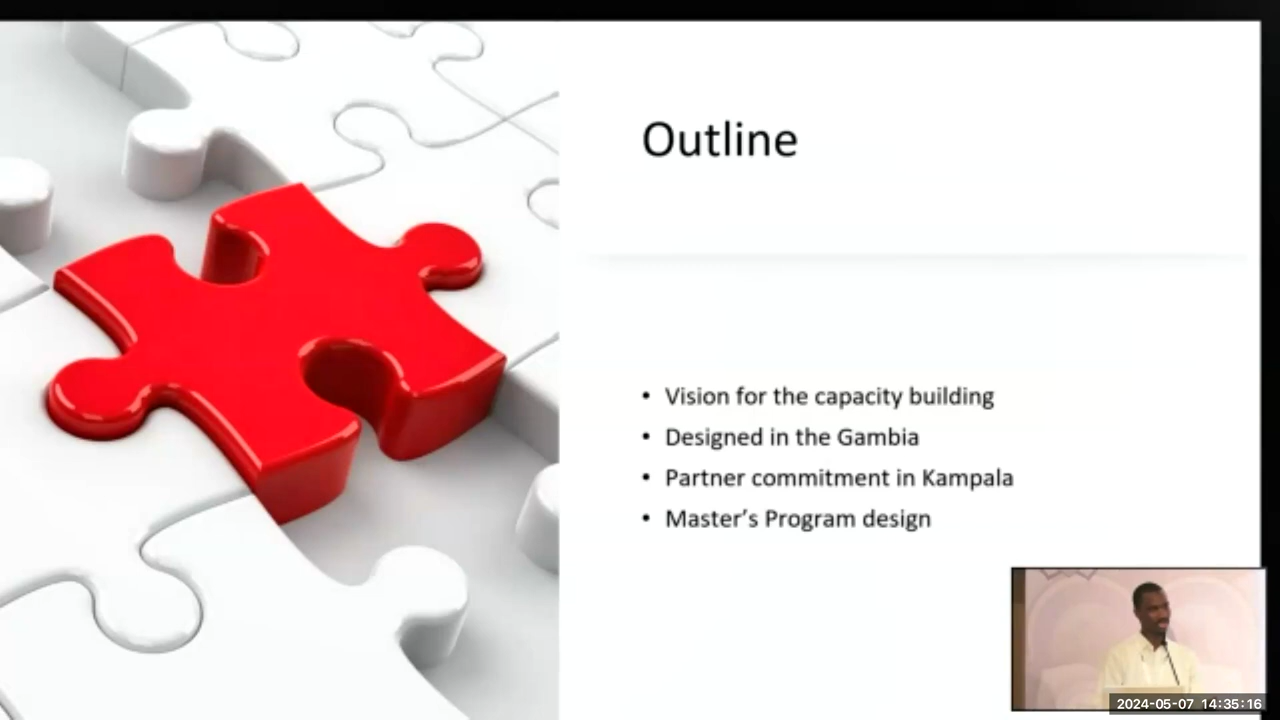 Outline
• Vision for the capacity building
• Designed in the Gambia
• Partner commitment in Kampala
• Master’s Program design
2024-05-07 14:35:16